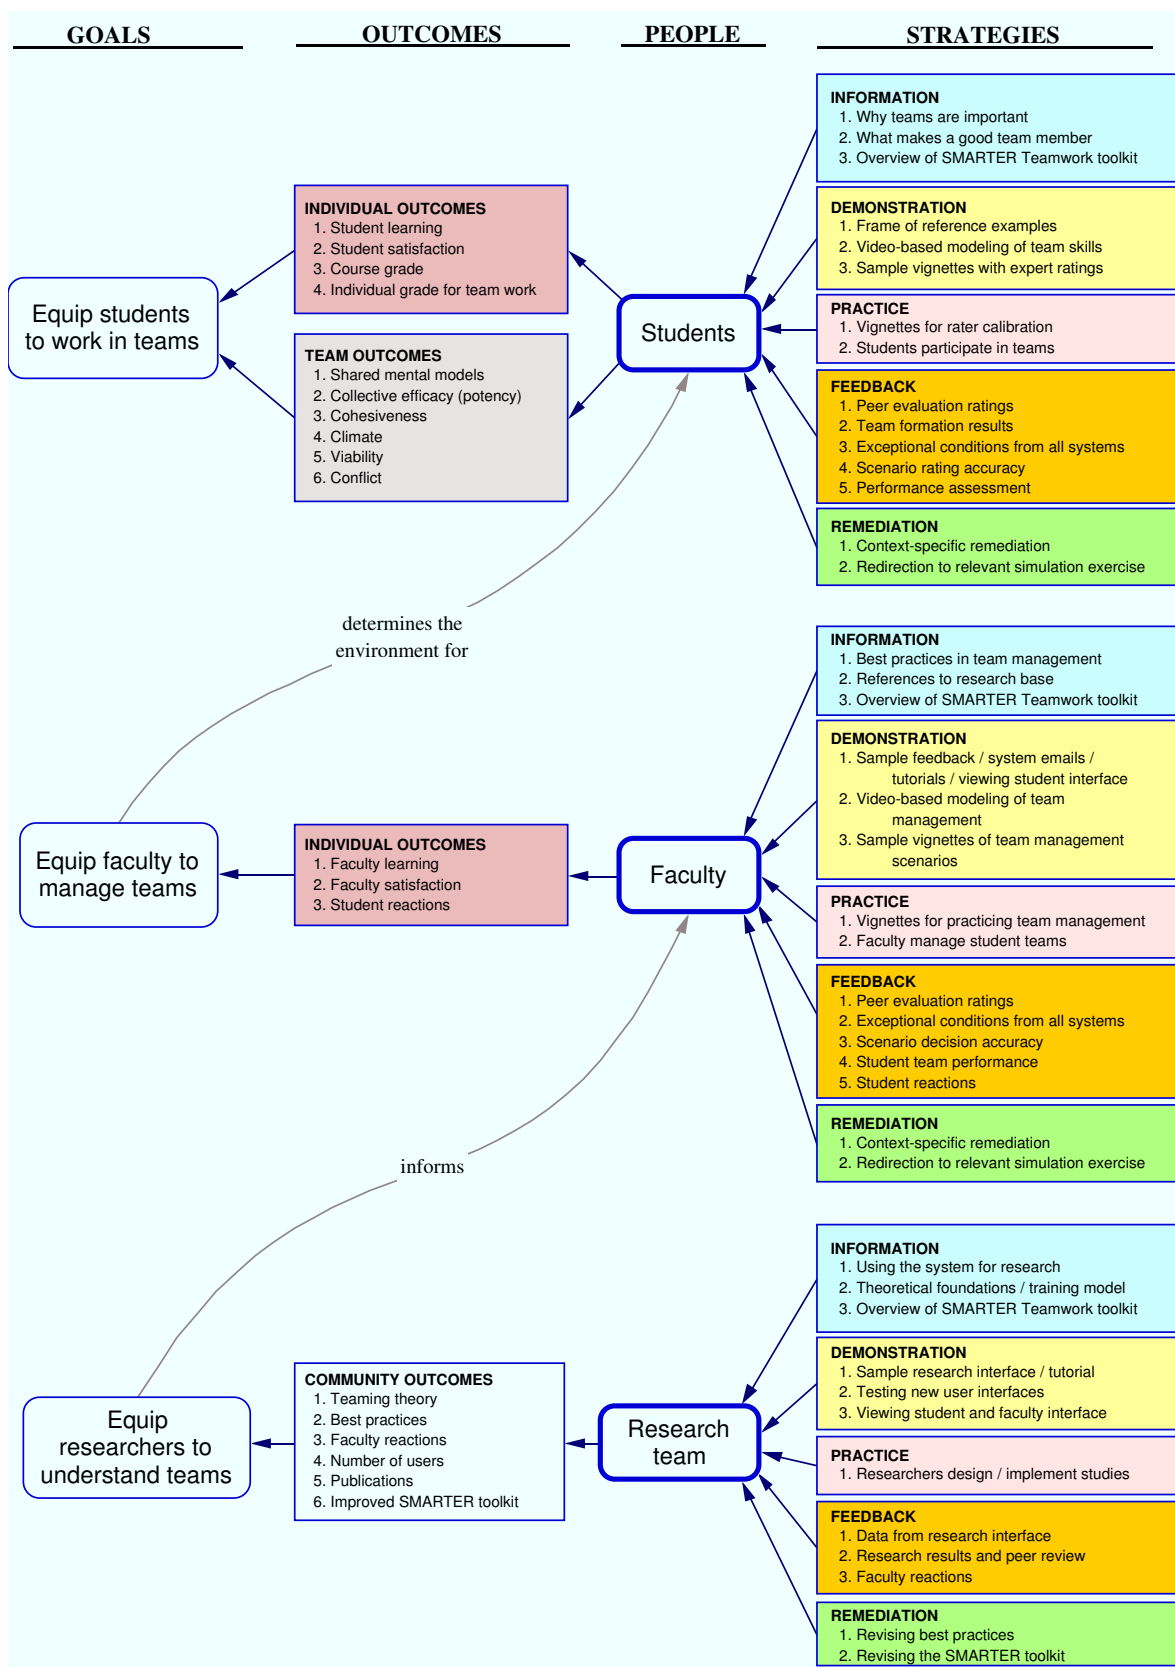 GOALS
OUTCOMES
PEOPLE
STRATEGIES
Equip students
to work in teams
INDIVIDUAL OUTCOMES
1. Student learning
2. Student satisfaction
3. Course grade
4. Individual grade for team work
TEAM OUTCOMES
1. Shared mental models
2. Collective efficacy (potency)
3. Cohesiveness
4. Climate
5. Viability
6. Conflict
Students
INFORMATION
1. Why teams are important
2. What makes a good team member
3. Overview of SMARTER Teamwork toolkit
DEMONSTRATION
1. Frame of reference examples
2. Video-based modeling of team skills
3. Sample vignettes with expert ratings
PRACTICE
1. Vignettes for rater calibration
2. Students participate in teams
FEEDBACK
1. Peer evaluation ratings
2. Team formation results
3. Exceptional conditions from all systems
4. Scenario rating accuracy
5. Performance assessment
REMEDIATION
1. Context-specific remediation
2. Redirection to relevant simulation exercise
determines the
environment for
Equip faculty to
manage teams
INDIVIDUAL OUTCOMES
1. Faculty learning
2. Faculty satisfaction
3. Student reactions
Faculty
INFORMATION
1. Best practices in team management
2. References to research base
3. Overview of SMARTER Teamwork toolkit
DEMONSTRATION
1. Sample feedback / system emails /
tutorials / viewing student interface
2. Video-based modeling of team
management
3. Sample vignettes of team management
scenarios
PRACTICE
1. Vignettes for practicing team management
2. Faculty manage student teams
FEEDBACK
1. Peer evaluation ratings
2. Exceptional conditions from all systems
3. Scenario decision accuracy
4. Student team performance
5. Student reactions
REMEDIATION
1. Context-specific remediation
2. Redirection to relevant simulation exercise
informs
Equip
researchers to
understand teams
COMMUNITY OUTCOMES
1. Teaming theory
2. Best practices
3. Faculty reactions
4. Number of users
5. Publications
6. Improved SMARTER toolkit
Research
team
INFORMATION
1. Using the system for research
2. Theoretical foundations / training model
3. Overview of SMARTER Teamwork toolkit
DEMONSTRATION
1. Sample research interface / tutorial
2. Testing new user interfaces
3. Viewing student and faculty interface
PRACTICE
1. Researchers design / implement studies
FEEDBACK
1. Data from research interface
2. Research results and peer review
3. Faculty reactions
REMEDIATION
1. Revising best practices
2. Revising the SMARTER toolkit